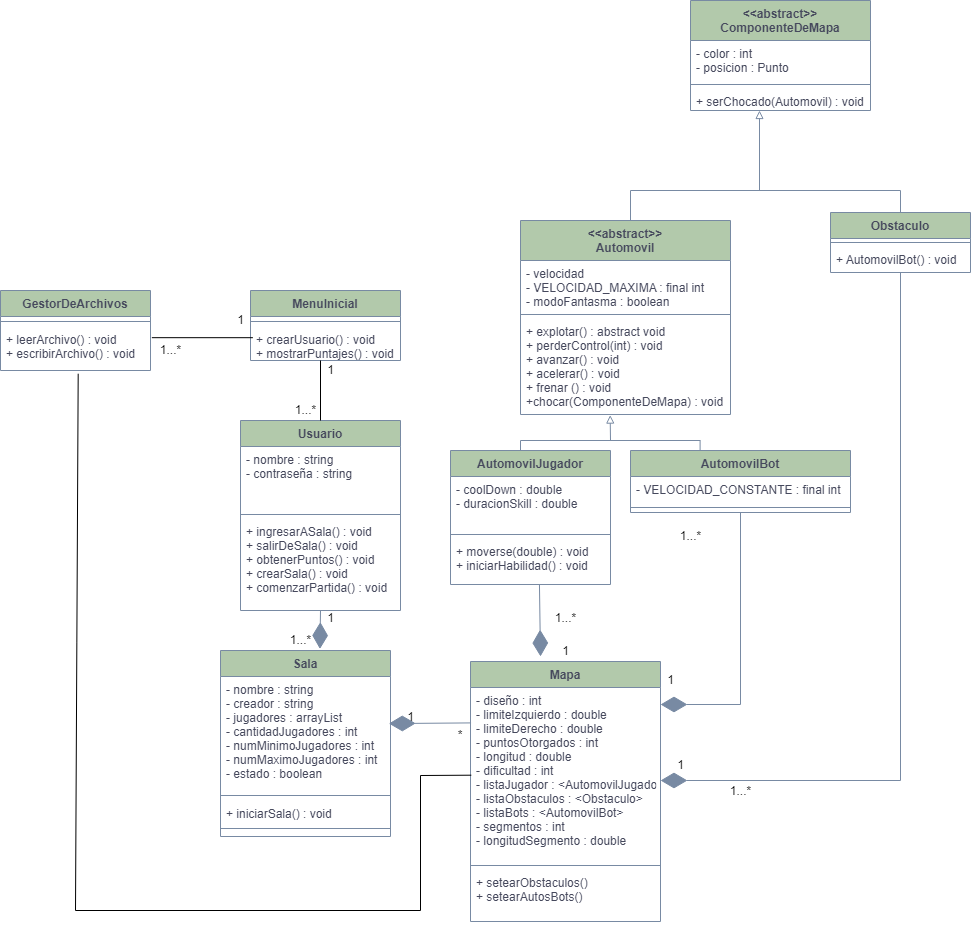 <<abstract>>
ComponenteDeMapa
- color : int
- posicion : Punto
+ serChocado(Automovil) : void
<<abstract>>
Automovil
- velocidad
- VELOCIDAD_MAXIMA : final int
- modoFantasma : boolean
+ explotar() : abstract void
+ perderControl(int) : void
+ avanzar() : void
+ acelerar() : void
+ frenar () : void
+chocar(ComponenteDeMapa) : void
Obstaculo
+ AutomovilBot() : void
GestorDeArchivos
+ leerArchivo() : void
+ escribirArchivo() : void
1
1...*
MenuInicial
+ crearUsuario() : void
+ mostrarPuntajes() : void
1
1...*
Usuario
- nombre : string
- contraseña : string
+ ingresarASala() : void
+ salirDeSala() : void
+ obtenerPuntos() : void
+ crearSala() : void
+ comenzarPartida() : void
AutomovilJugador
- coolDown : double
- duracionSkill : double
+ moverse(double) : void
+ iniciarHabilidad() : void
AutomovilBot
- VELOCIDAD_CONSTANTE : final int
1...*
1
1...*
1...*
1
Sala
- nombre : string
- creador : string
- jugadores : arrayList
- cantidadJugadores : int
- numMinimoJugadores : int
- numMaximoJugadores : int
- estado : boolean
+ iniciarSala() : void
1
*
Mapa
- diseño : int
- limiteIzquierdo : double
- limiteDerecho : double
- puntosOtorgados : int
- longitud : double
- dificultad : int
- listaJugador : <AutomovilJugado
- listaObstaculos : <Obstaculo>
- listaBots : <AutomovilBot>
- segmentos : int
- longitudSegmento : double
+ setearObstaculos()
+ setearAutosBots()
1
1
1...*